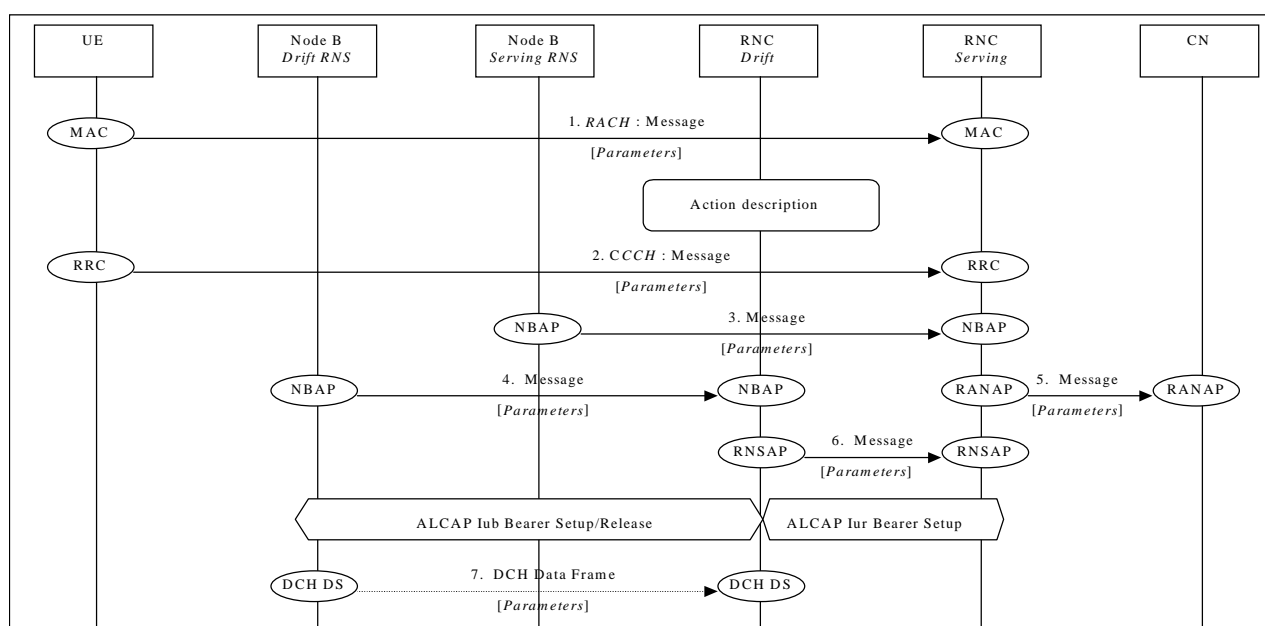 UE
Node B
Drift RNS
Node B
Serving RNS
RNC
Drift
RNC
Serving
CN
MAC
1. RACH : Message
[Parameters]
MAC
Action description
RRC
2. CCCH : Message
[Parameters]
RRC
NBAP
3. Message
[Parameters]
NBAP
NBAP
4. Message
[Parameters]
NBAP
RANAP
5. Message
[Parameters]
RANAP
RNSAP
6. Message
[Parameters]
RNSAP
ALCAP Iub Bearer Setup/Release
ALCAP Iur Bearer Setup
DCH DS
7. DCH Data Frame
[Parameters]
DCH DS